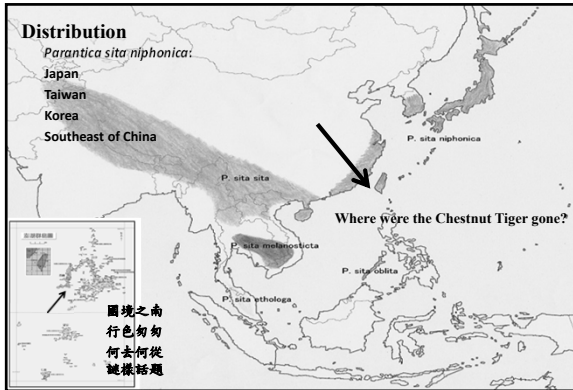 Distribution
Parantica sita niphonica:
Japan
Taiwan
Korea
Southeast of China
P. sita niphonica
P. sita sita
Where were the Chestnut Tiger gone?
P. sita melanosticta
P. sita oblita
P. sita ethologa
國境之南
行色匆匆
何去何從
謎樣話題